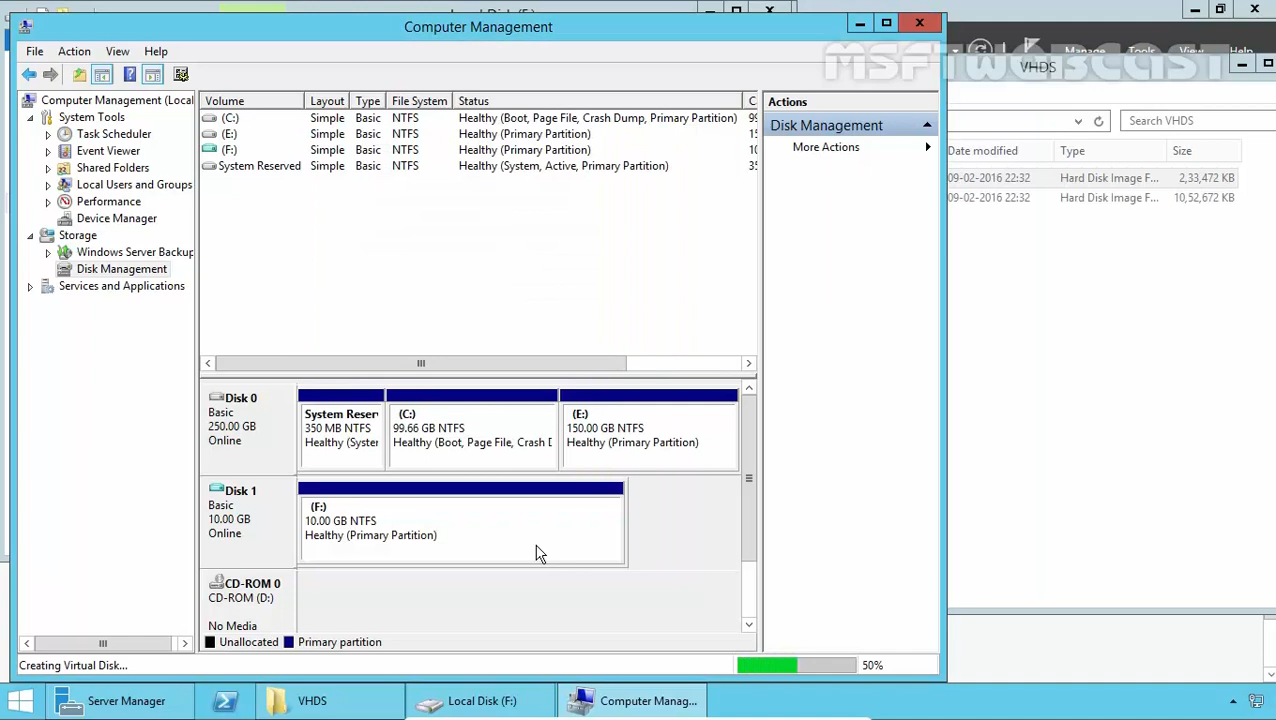 Computer Management
MSFTWEBCAST
File Action View Help
Manage Tools View Help
VHDS
Search VHDS
Computer Management (Local
System Tools
Task Scheduler
Event Viewer
Shared Folders
Local Users and Groups
Performance
Device Manager
Storage
Windows Server Backup
Disk Management
Services and Applications
Volume Layout Type File System Status C
(C:) Simple Basic NTFS Healthy (Boot, Page File, Crash Dump, Primary Partition) 99
(E:) Simple Basic NTFS Healthy (Primary Partition) 15
(F:) Simple Basic NTFS Healthy (Primary Partition) 10
System Reserved Simple Basic NTFS Healthy (System, Active, Primary Partition) 35
Actions
Disk Management
More Actions
Date modified Type Size
09-02-2016 22:32 Hard Disk Image F... 2,33,472 KB
09-02-2016 22:32 Hard Disk Image F... 10,52,672 KB
Disk 0
Basic
250.00 GB
Online
System Reser
350 MB NTFS
Healthy (Syster
(C:)
99.66 GB NTFS
Healthy (Boot, Page File, Crash D
(E:)
150.00 GB NTFS
Healthy (Primary Partition)
Disk 1
Basic
10.00 GB
Online
(F:)
10.00 GB NTFS
Healthy (Primary Partition)
CD-ROM 0
CD-ROM (D:)
No Media
Unallocated Primary partition
Creating Virtual Disk... 50%
Server Manager VHDS Local Disk (F:) Computer Manag...